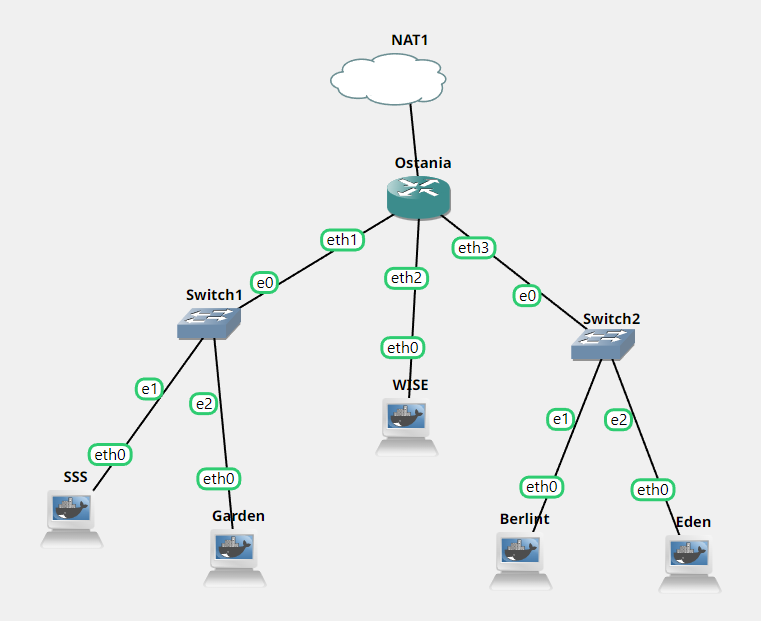 NAT1
Ostania
eth1
eth2
eth3
e0
e0
Switch1
Switch2
eth0
WISE
e1
e2
e1
e2
eth0
SSS
eth0
Garden
eth0
Berlint
eth0
Eden